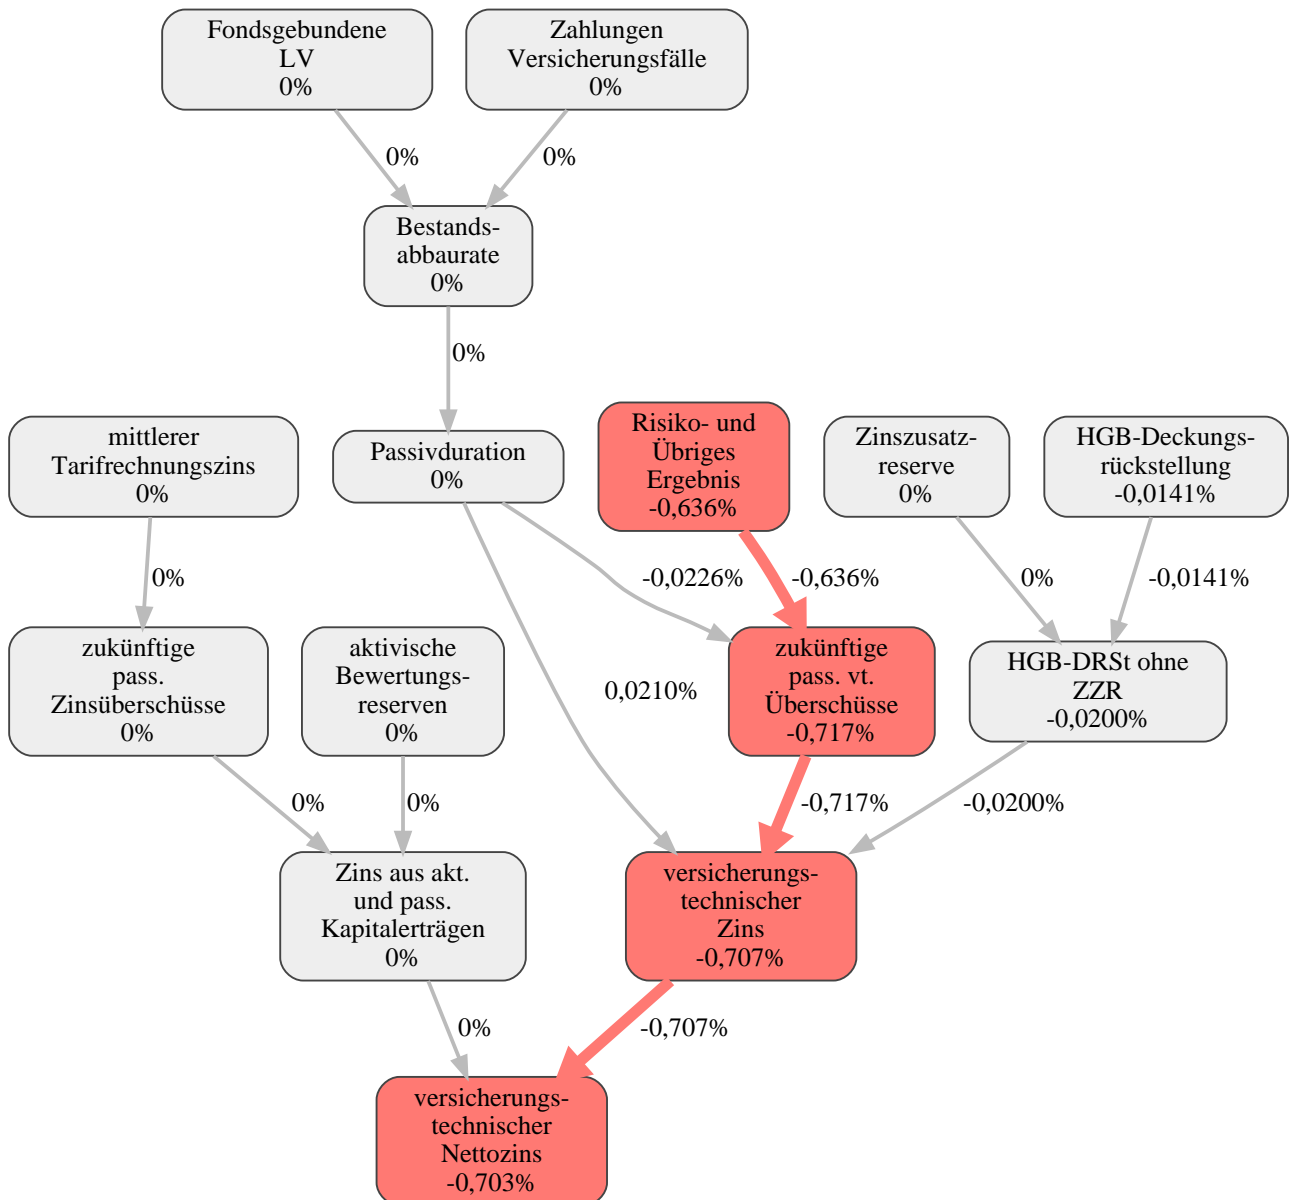 Fondsgebundene
LV
0%
Zahlungen
Versicherungsfälle
0%
0%
0%
Bestands-
abbaurate
0%
0%
mittlerer
Tarifrechnungszins
0%
Passivduration
0%
Risiko- und
Übriges
Ergebnis
-0,636%
Zinszusatz-
reserve
0%
HGB-Deckungs-
rückstellung
-0,0141%
0%
-0,0226%
-0,636%
0%
-0,0141%
zukünftige
pass.
Zinsüberschüsse
0%
aktivische
Bewertungs-
reserven
0%
0,0210%
zukünftige
pass. vt.
Überschüsse
-0,717%
HGB-DRSt ohne
ZZR
-0,0200%
0%
0%
-0,717%
-0,0200%
Zins aus akt.
und pass.
Kapitalerträgen
0%
versicherungs-
technischer
Zins
-0,707%
0%
-0,707%
versicherungs-
technischer
Nettozins
-0,703%